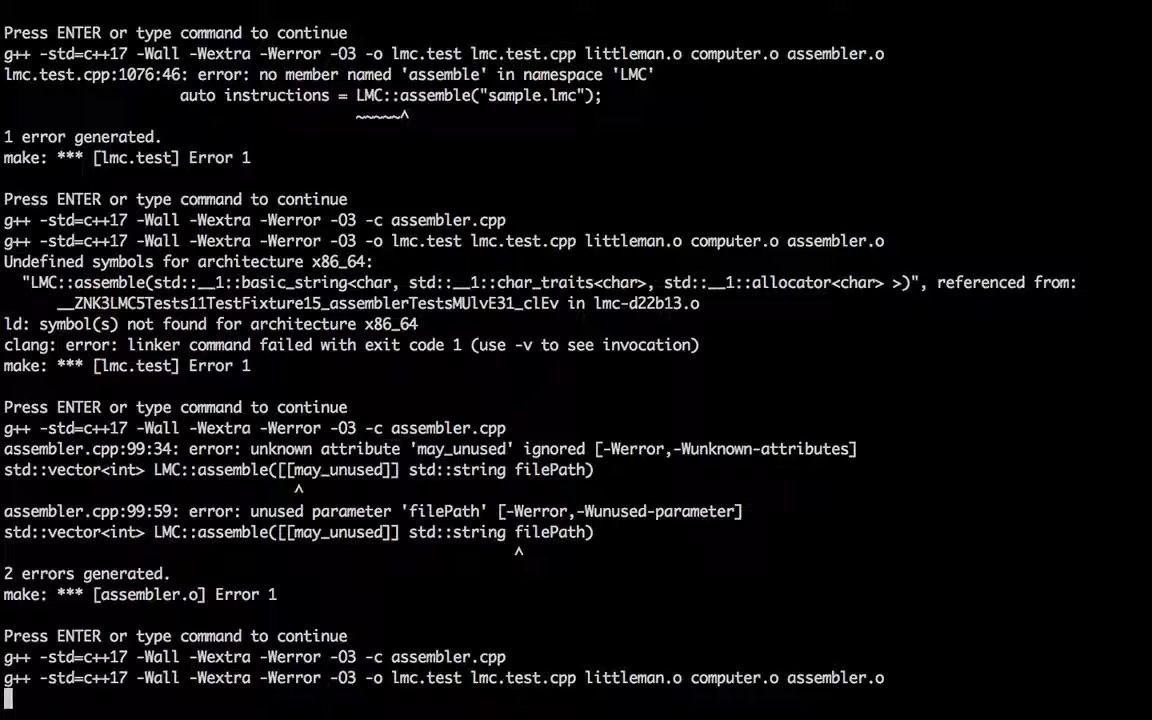 Press ENTER or type command to continue
g++ -std=c++17 -Wall -Wextra -Werror -O3 -o lmc.test lmc.test.cpp littleman.o computer.o assembler.o
lmc.test.cpp:1076:46: error: no member named 'assemble' in namespace 'LMC'
                    auto instructions = LMC::assemble("sample.lmc");
                                        ~~~~~^
1 error generated.
make: *** [lmc.test] Error 1

Press ENTER or type command to continue
g++ -std=c++17 -Wall -Wextra -Werror -O3 -c assembler.cpp
g++ -std=c++17 -Wall -Wextra -Werror -O3 -o lmc.test lmc.test.cpp littleman.o computer.o assembler.o
Undefined symbols for architecture x86_64:
  "LMC::assemble(std::__1::basic_string<char, std::__1::char_traits<char>, std::__1::allocator<char> >)", referenced from:
      __ZNK3LMC5Tests11TestFixture15_assemblerTestsMUlvE31_clEv in lmc-d22b13.o
ld: symbol(s) not found for architecture x86_64
clang: error: linker command failed with exit code 1 (use -v to see invocation)
make: *** [lmc.test] Error 1

Press ENTER or type command to continue
g++ -std=c++17 -Wall -Wextra -Werror -O3 -c assembler.cpp
assembler.cpp:99:34: error: unknown attribute 'may_unused' ignored [-Werror,-Wunknown-attributes]
std::vector<int> LMC::assemble([[may_unused]] std::string filePath)
                                 ^
assembler.cpp:99:59: error: unused parameter 'filePath' [-Werror,-Wunused-parameter]
std::vector<int> LMC::assemble([[may_unused]] std::string filePath)
                                                          ^
2 errors generated.
make: *** [assembler.o] Error 1

Press ENTER or type command to continue
g++ -std=c++17 -Wall -Wextra -Werror -O3 -c assembler.cpp
g++ -std=c++17 -Wall -Wextra -Werror -O3 -o lmc.test lmc.test.cpp littleman.o computer.o assembler.o